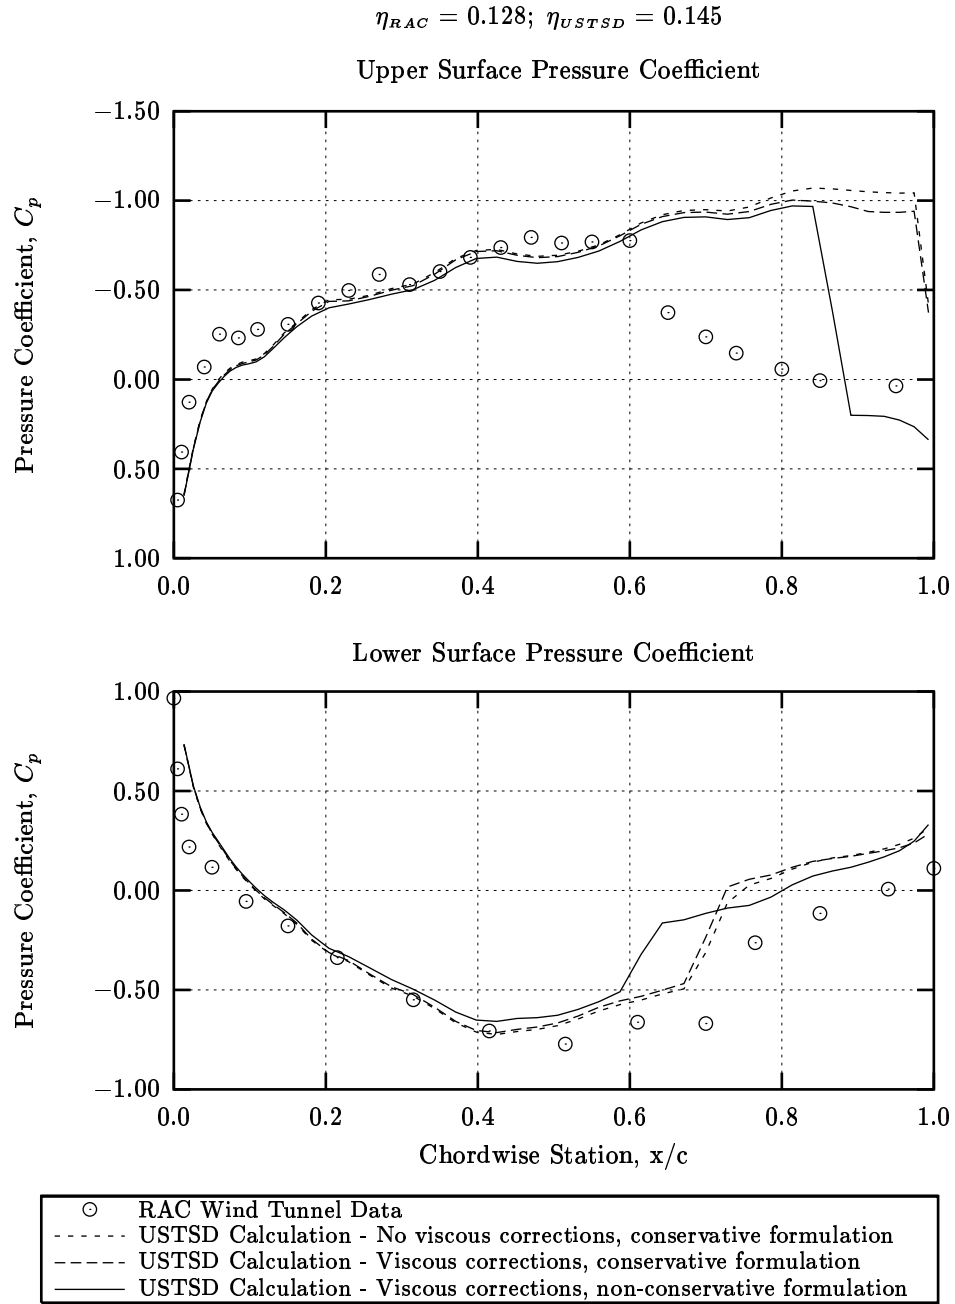 η_RAC = 0.128; η_USTSD = 0.145
Upper Surface Pressure Coefficient
Pressure Coefficient, C_p
−1.50
−1.00
−0.50
0.00
0.50
1.00
0.0 0.2 0.4 0.6 0.8 1.0
Lower Surface Pressure Coefficient
Pressure Coefficient, C_p
1.00
0.50
0.00
−0.50
−1.00
0.0 0.2 0.4 0.6 0.8 1.0
Chordwise Station, x/c
RAC Wind Tunnel Data
USTSD Calculation - No viscous corrections, conservative formulation
USTSD Calculation - Viscous corrections, conservative formulation
USTSD Calculation - Viscous corrections, non-conservative formulation